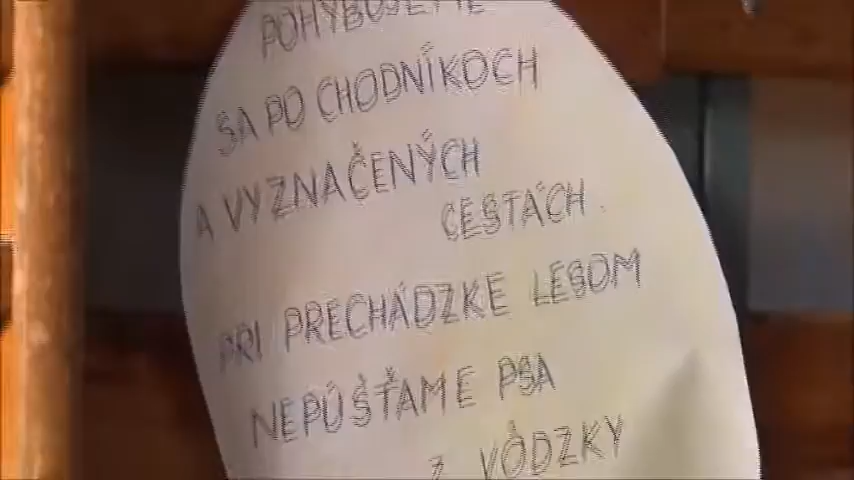 POHYBUJEME
SA PO CHODNÍKOCH
A VYZNAČENÝCH
CESTÁCH.
PRI PRECHÁDZKE LESOM
NEPÚŠŤAME PSA
Z VÔDZKY